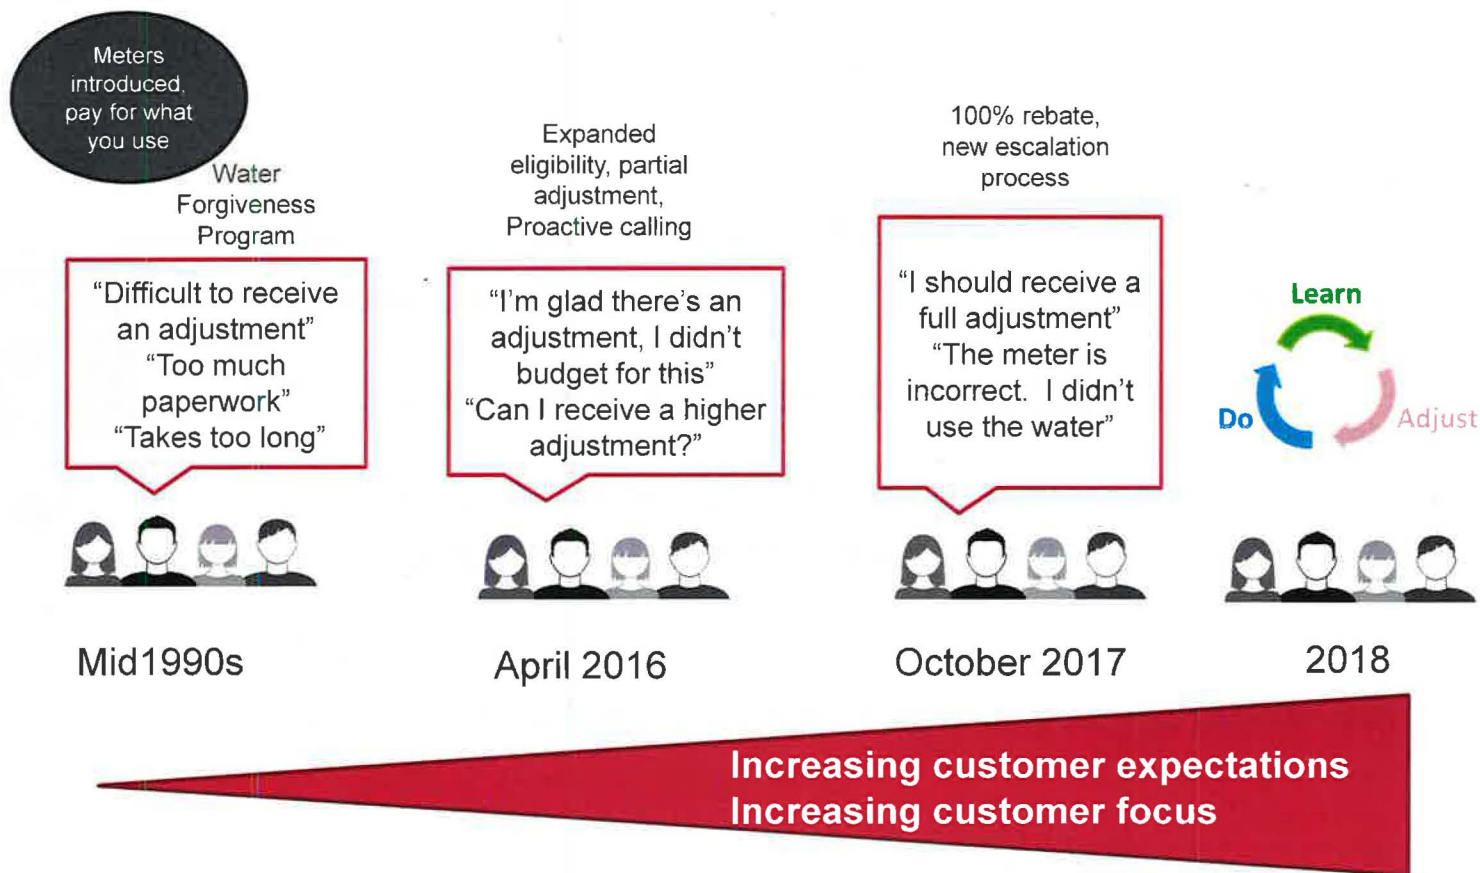 Meters
introduced,
pay for what
you use
Water
Forgiveness
Program
“Difficult to receive
an adjustment”
“Too much
paperwork”
“Takes too long”
Mid1990s
Expanded
eligibility, partial
adjustment,
Proactive calling
“I’m glad there’s an
adjustment, I didn’t
budget for this”
“Can I receive a higher
adjustment?”
April 2016
100% rebate,
new escalation
process
“I should receive a
full adjustment”
“The meter is
incorrect. I didn’t
use the water”
October 2017
Learn
Do
Adjust
2018
Increasing customer expectations
Increasing customer focus